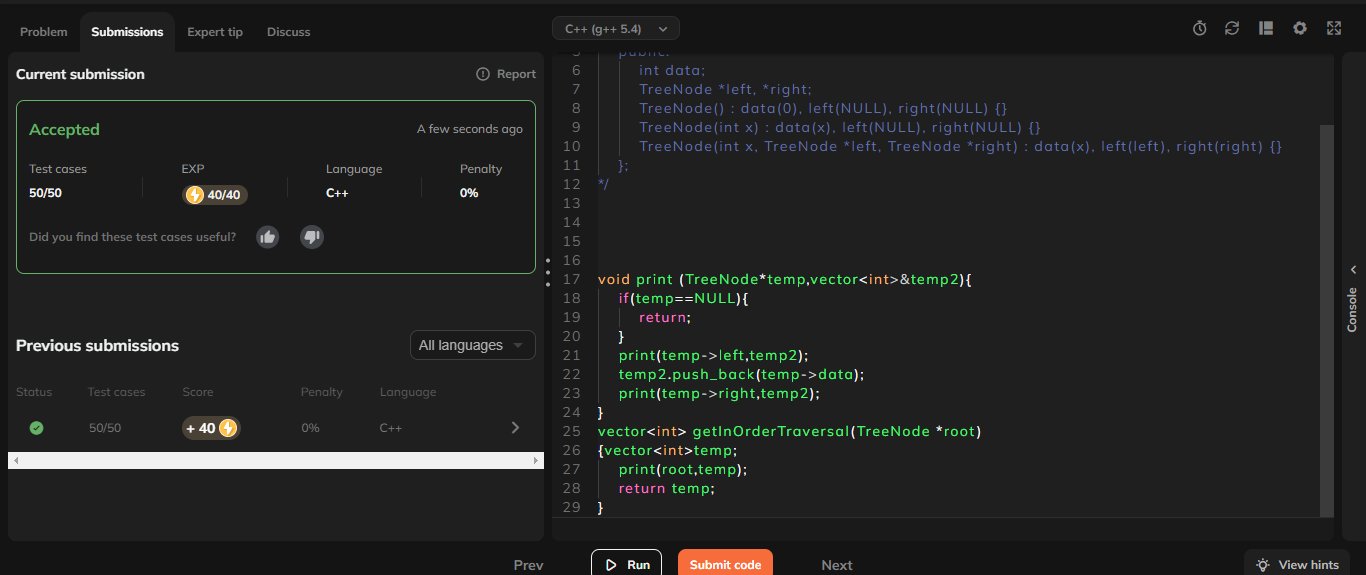 Problem
Submissions
Expert tip
Discuss
Current submission
Report
Accepted
A few seconds ago
Test cases
EXP
Language
Penalty
50/50
40/40
C++
0%
Did you find these test cases useful?
Previous submissions
All languages
Status
Test cases
Score
Penalty
Language
50/50
+ 40
0%
C++
C++ (g++ 5.4)
5 public:
6 int data;
7 TreeNode *left, *right;
8 TreeNode() : data(0), left(NULL), right(NULL) {}
9 TreeNode(int x) : data(x), left(NULL), right(NULL) {}
10 TreeNode(int x, TreeNode *left, TreeNode *right) : data(x), left(left), right(right) {}
11 };
12 */
13
14
15
16
17 void print (TreeNode*temp,vector<int>&temp2){
18 if(temp==NULL){
19 return;
20 }
21 print(temp->left,temp2);
22 temp2.push_back(temp->data);
23 print(temp->right,temp2);
24 }
25 vector<int> getInOrderTraversal(TreeNode *root)
26 {vector<int>temp;
27 print(root,temp);
28 return temp;
29 }
Console
Prev
Run
Submit code
Next
View hints